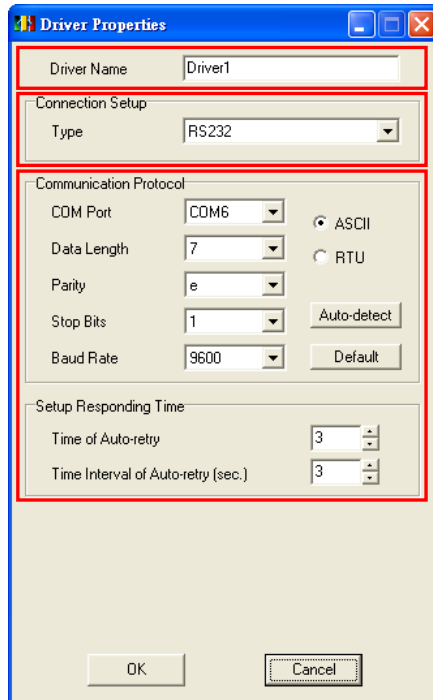 Driver Properties
Driver Name Driver1
Connection Setup
Type RS232
Communication Protocol
COM Port COM6 ASCII
Data Length 7 RTU
Parity e
Stop Bits 1 Auto-detect
Baud Rate 9600 Default
Setup Responding Time
Time of Auto-retry 3
Time Interval of Auto-retry (sec.) 3
OK Cancel